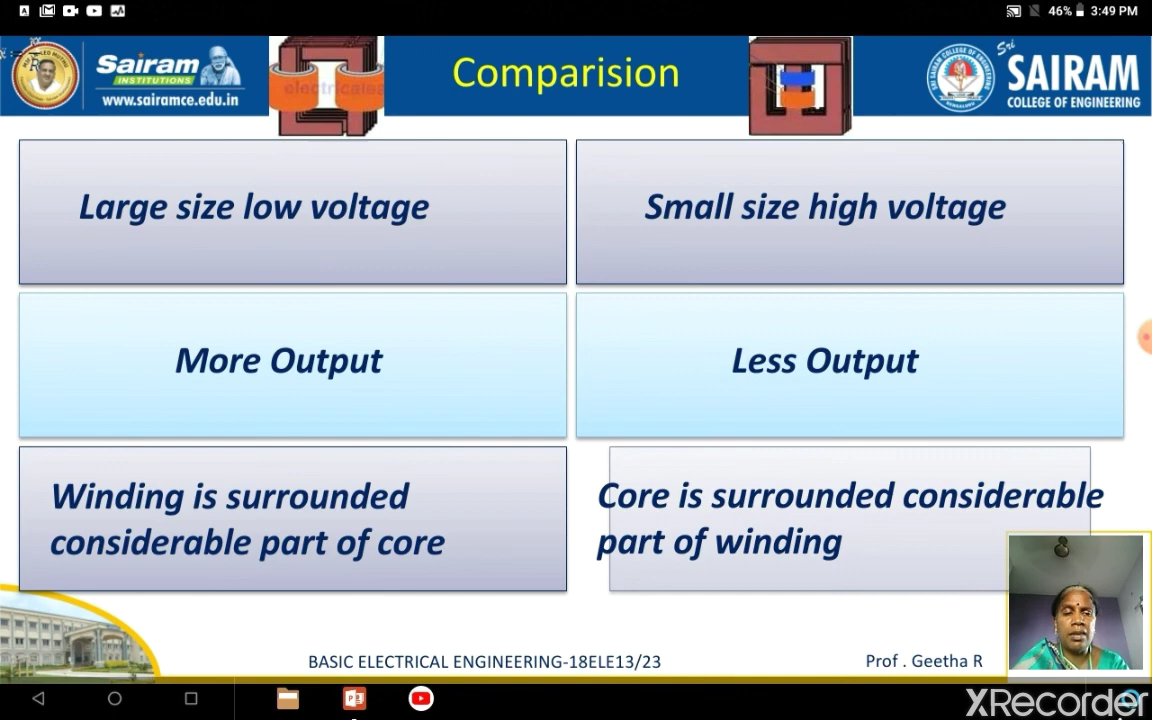 46% 3:49 PM
Sairam
INSTITUTIONS
www.sairamce.edu.in
Comparision
Sri
SAIRAM
COLLEGE OF ENGINEERING
Large size low voltage
Small size high voltage
More Output
Less Output
Winding is surrounded
considerable part of core
Core is surrounded considerable
part of winding
BASIC ELECTRICAL ENGINEERING-18ELE13/23
Prof . Geetha R
XRecorder